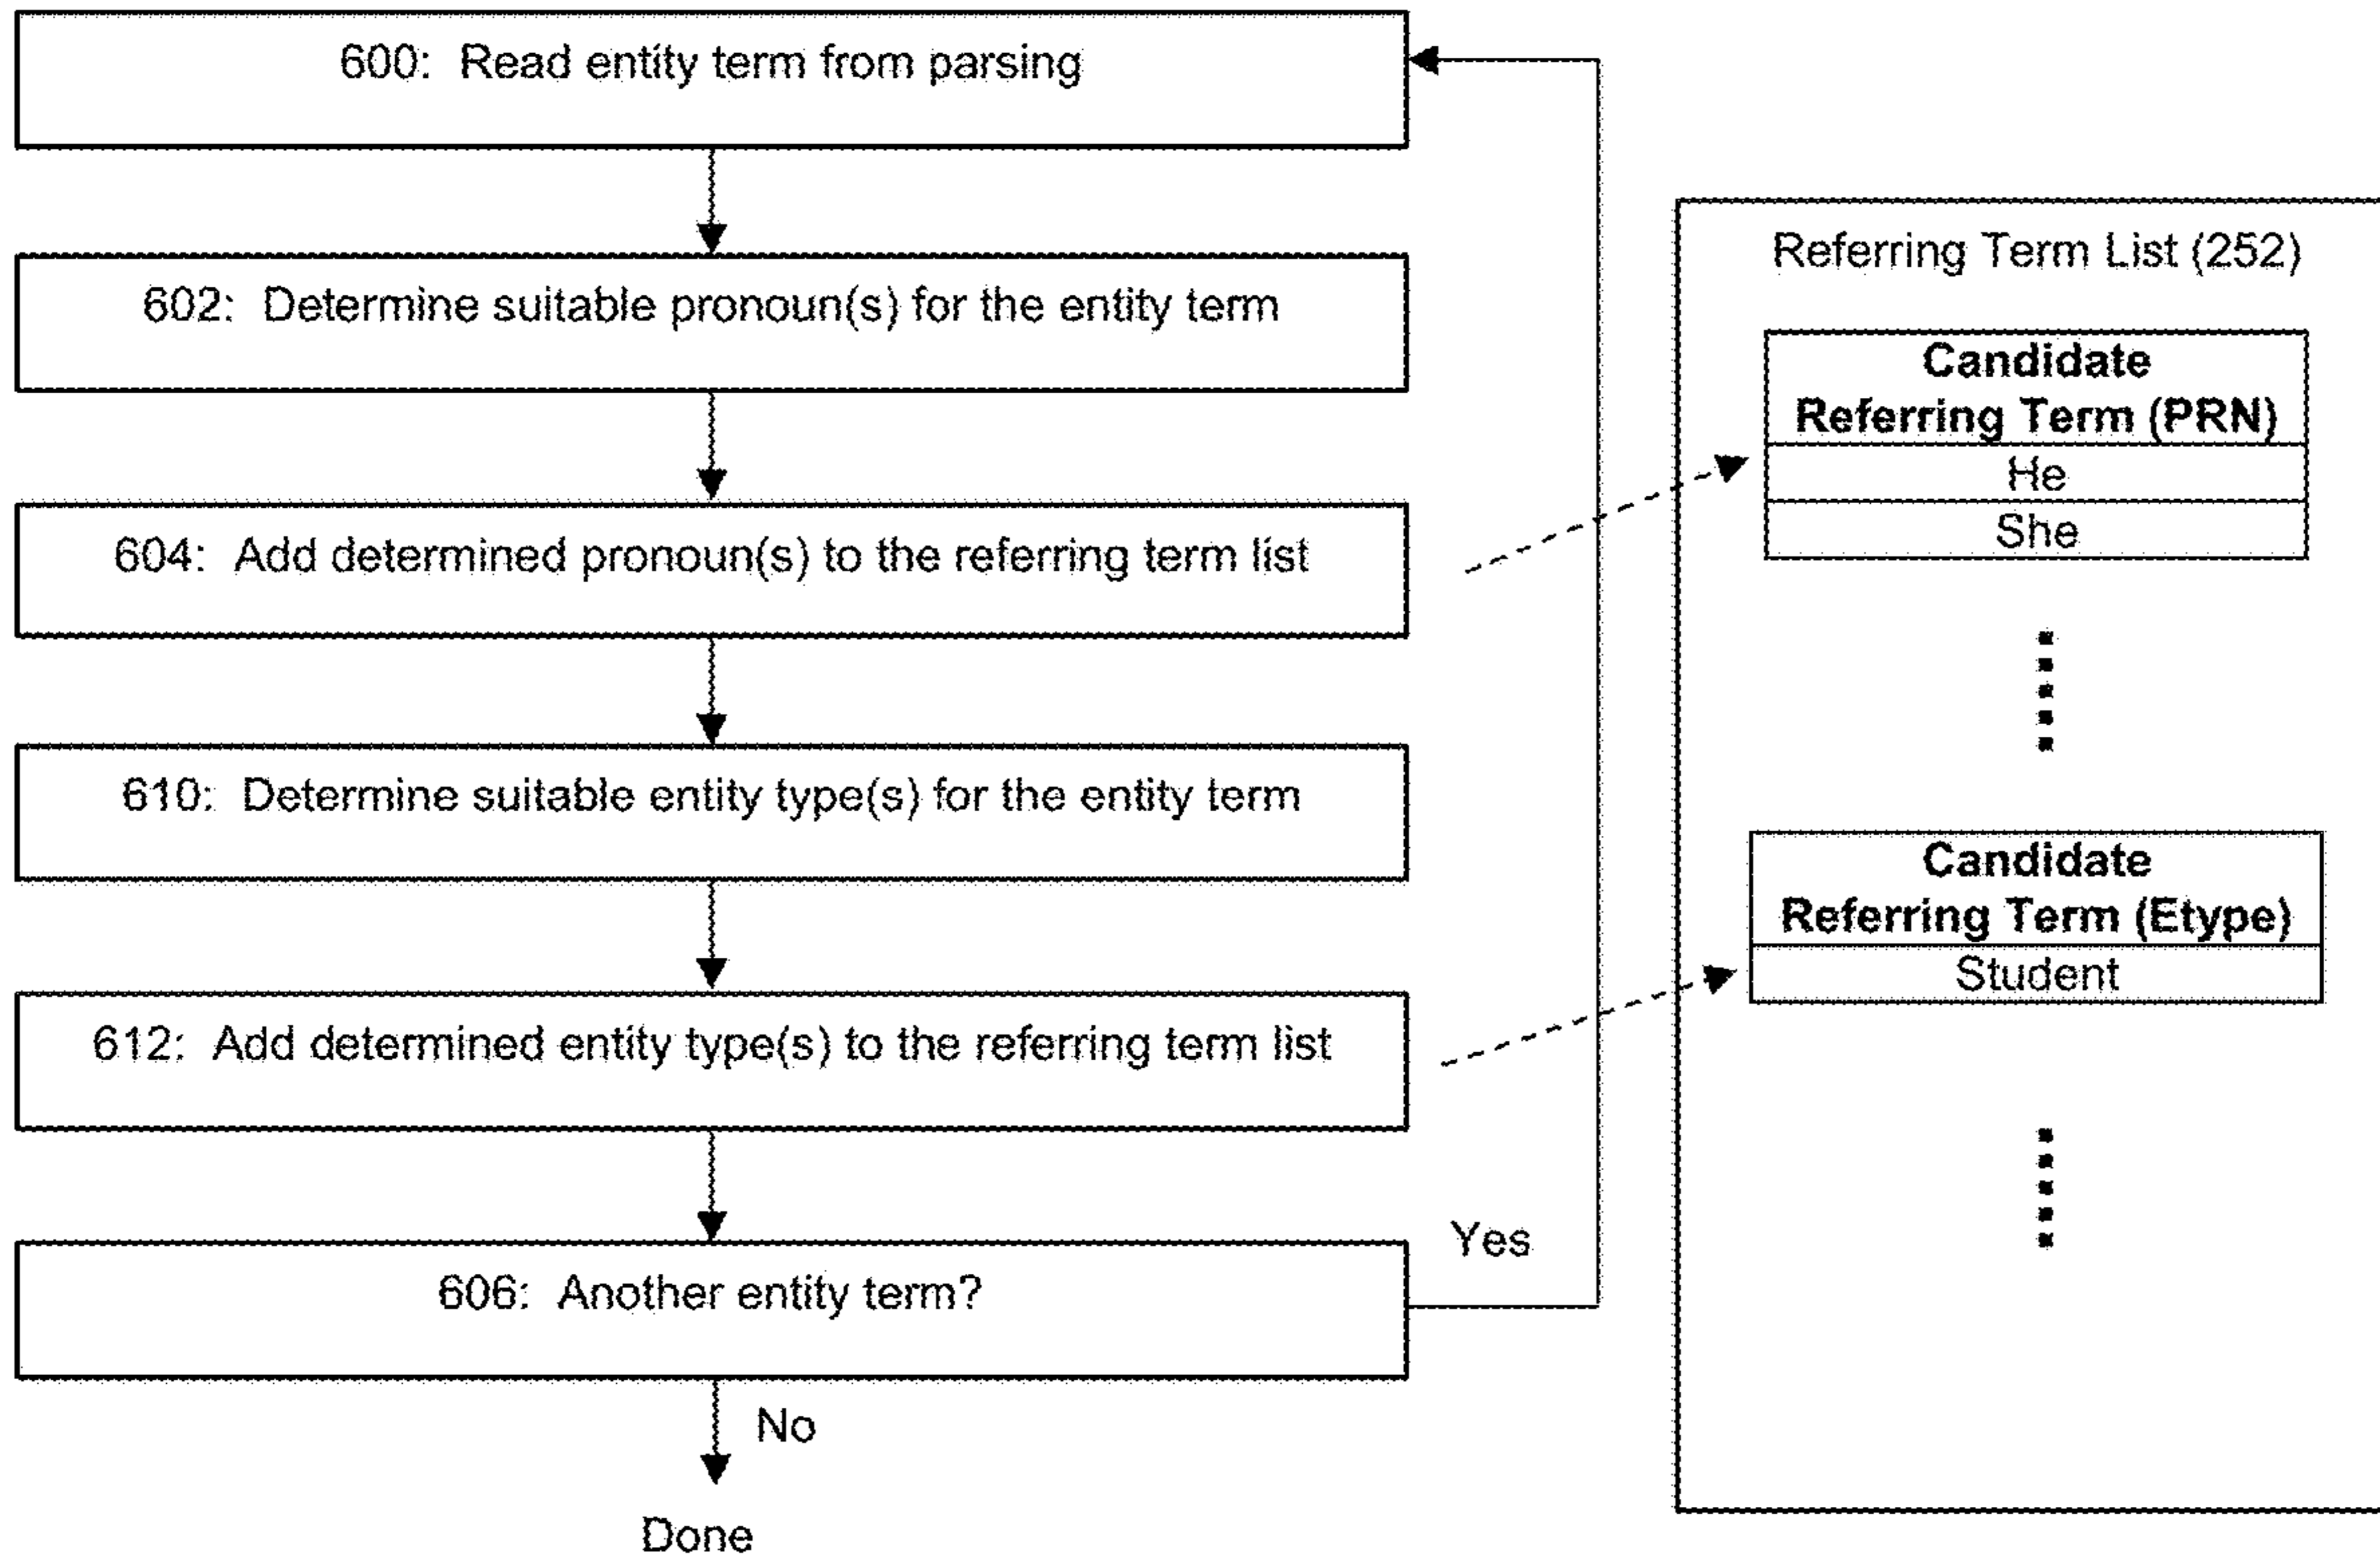 600: Read entity term from parsing
602: Determine suitable pronoun(s) for the entity term
604: Add determined pronoun(s) to the referring term list
610: Determine suitable entity type(s) for the entity term
612: Add determined entity type(s) to the referring term list
606: Another entity term?
Yes
No
Done
Referring Term List (252)
Candidate
Referring Term (PRN)
He
She
Candidate
Referring Term (Etype)
Student